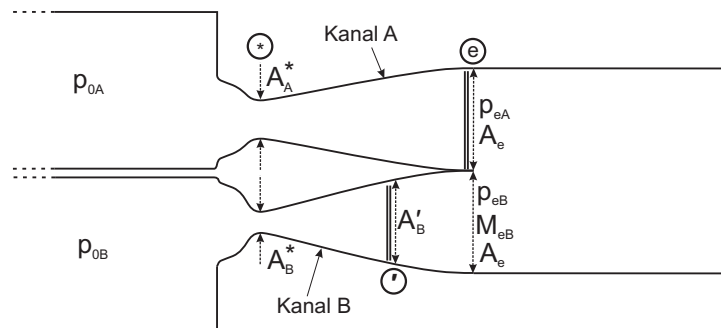 Kanal A
e
*
A*A
p0A
peA
Ae
peB
MeB
Ae
A'B
p0B
A*B
'
Kanal B